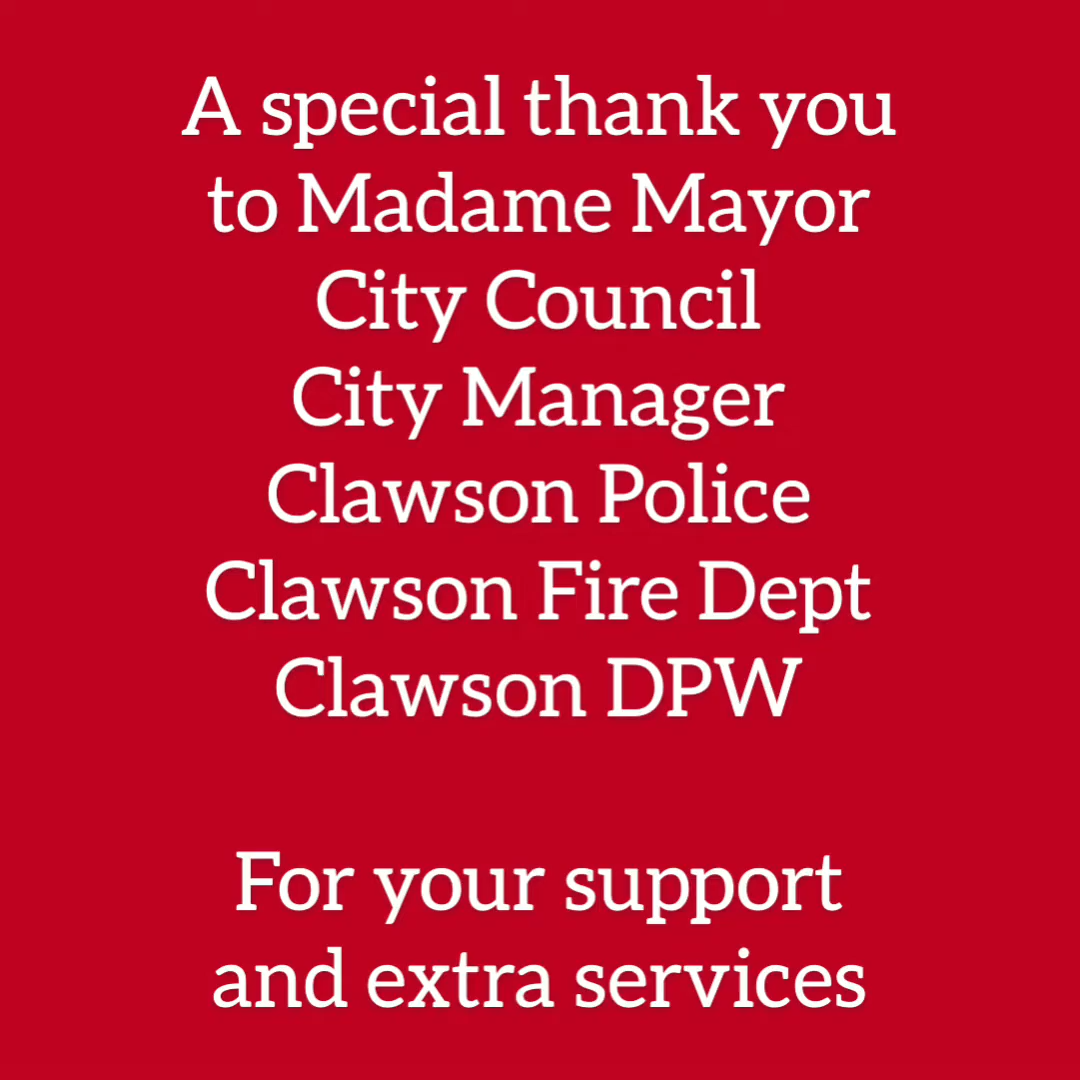 A special thank you
to Madame Mayor
City Council
City Manager
Clawson Police
Clawson Fire Dept
Clawson DPW
For your support
and extra services